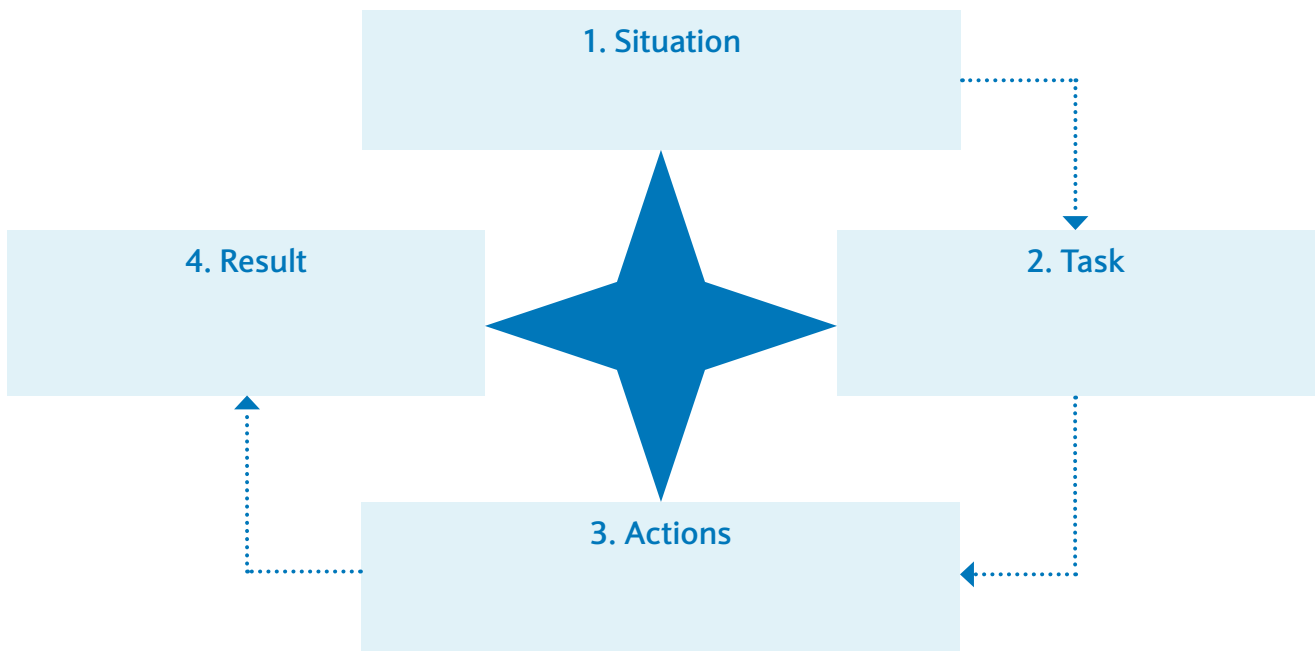 1. Situation
2. Task
3. Actions
4. Result